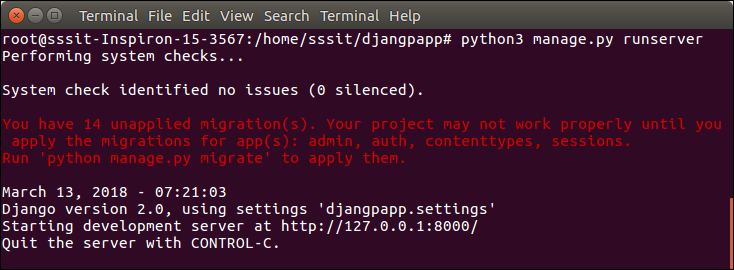 Terminal File Edit View Search Terminal Help
root@sssit-Inspiron-15-3567:/home/sssit/djangpapp# python3 manage.py runserver
Performing system checks...
System check identified no issues (0 silenced).
You have 14 unapplied migration(s). Your project may not work properly until you
apply the migrations for app(s): admin, auth, contenttypes, sessions.
Run 'python manage.py migrate' to apply them.
March 13, 2018 - 07:21:03
Django version 2.0, using settings 'djangpapp.settings'
Starting development server at http://127.0.0.1:8000/
Quit the server with CONTROL-C.